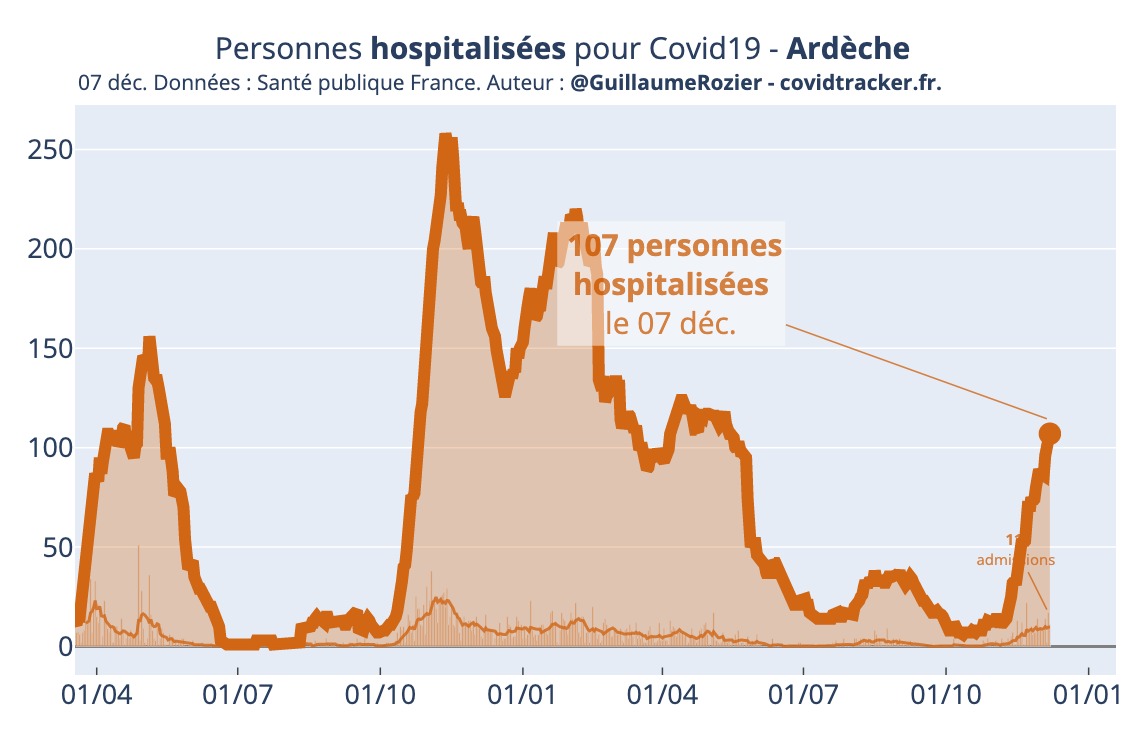 Personnes hospitalisées pour Covid19 - Ardèche
07 déc. Données : Santé publique France. Auteur : @GuillaumeRozier - covidtracker.fr.
250
200
150
100
50
0
107 personnes
hospitalisées
le 07 déc.
admissions
01/04
01/07
01/10
01/01
01/04
01/07
01/10
01/01